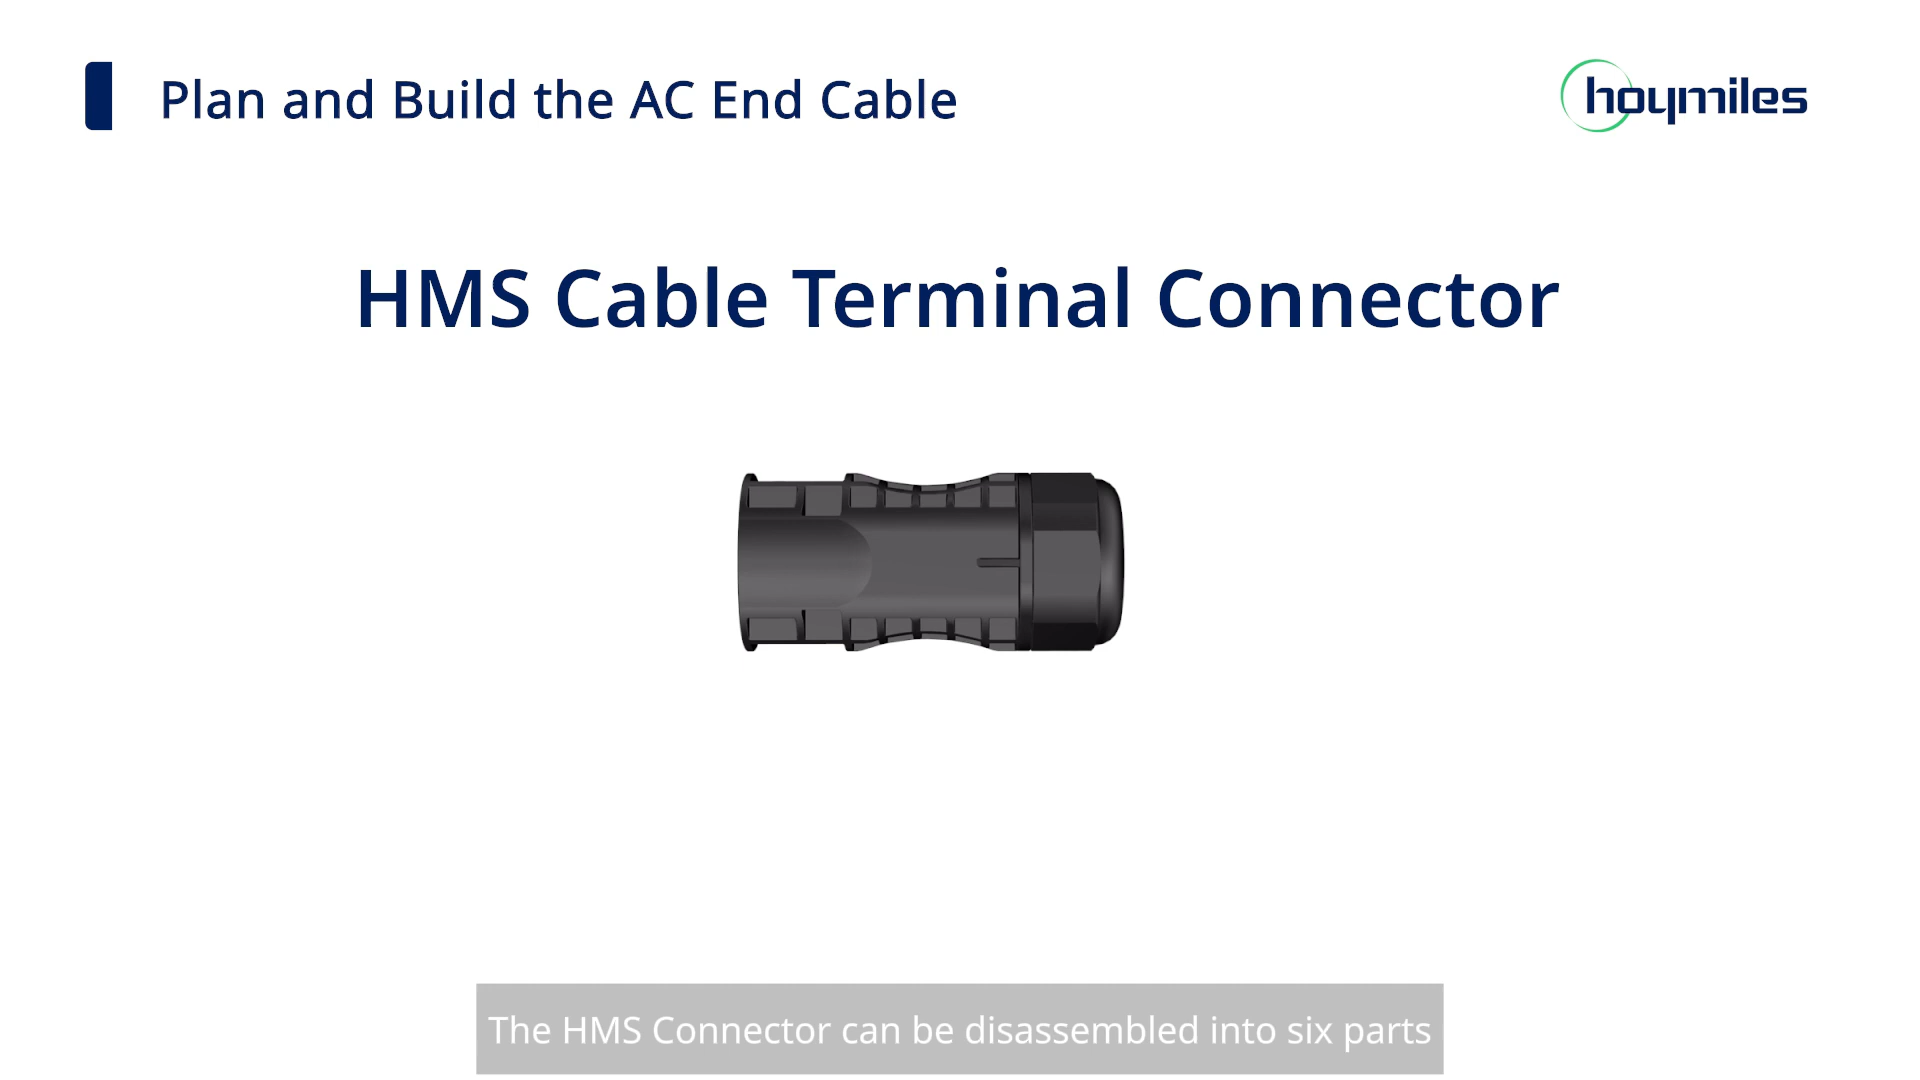 Plan and Build the AC End Cable
hoymiles
HMS Cable Terminal Connector
The HMS Connector can be disassembled into six parts